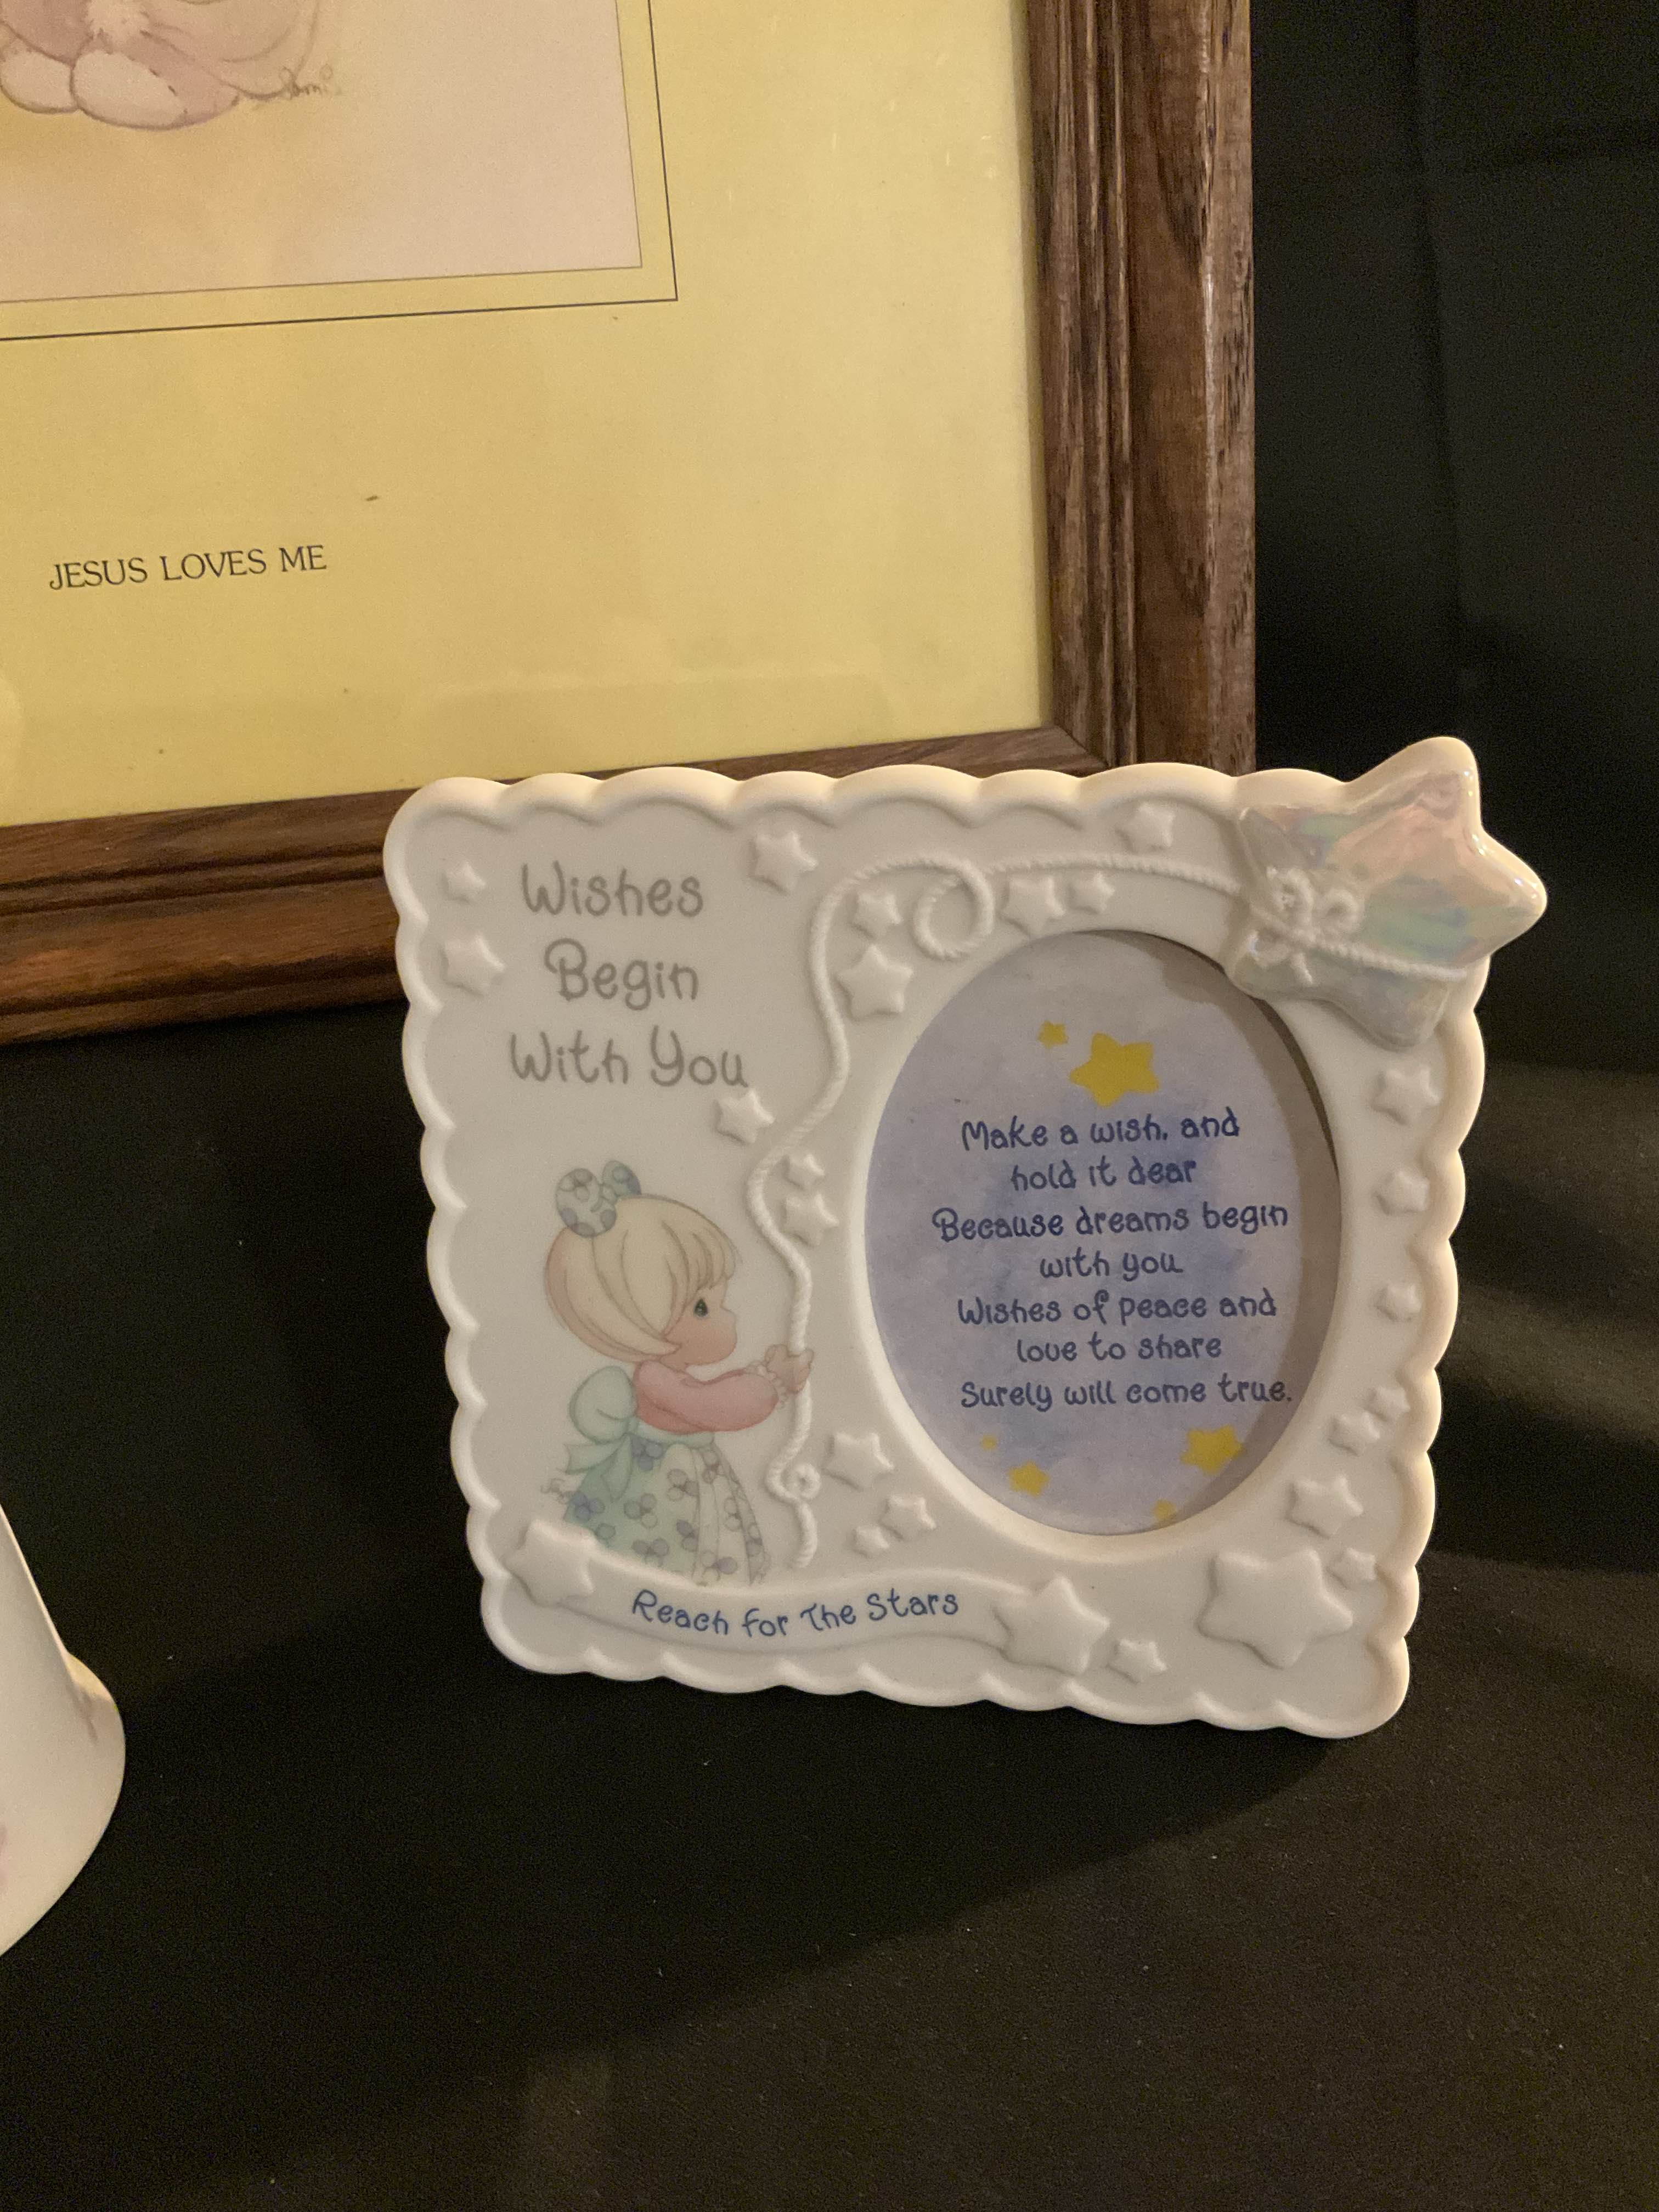 JESUS LOVES ME
Wishes
Begin
With You
Make a wish, and
hold it dear
Because dreams begin
with you
Wishes of peace and
love to share
Surely will come true.
Reach for The Stars